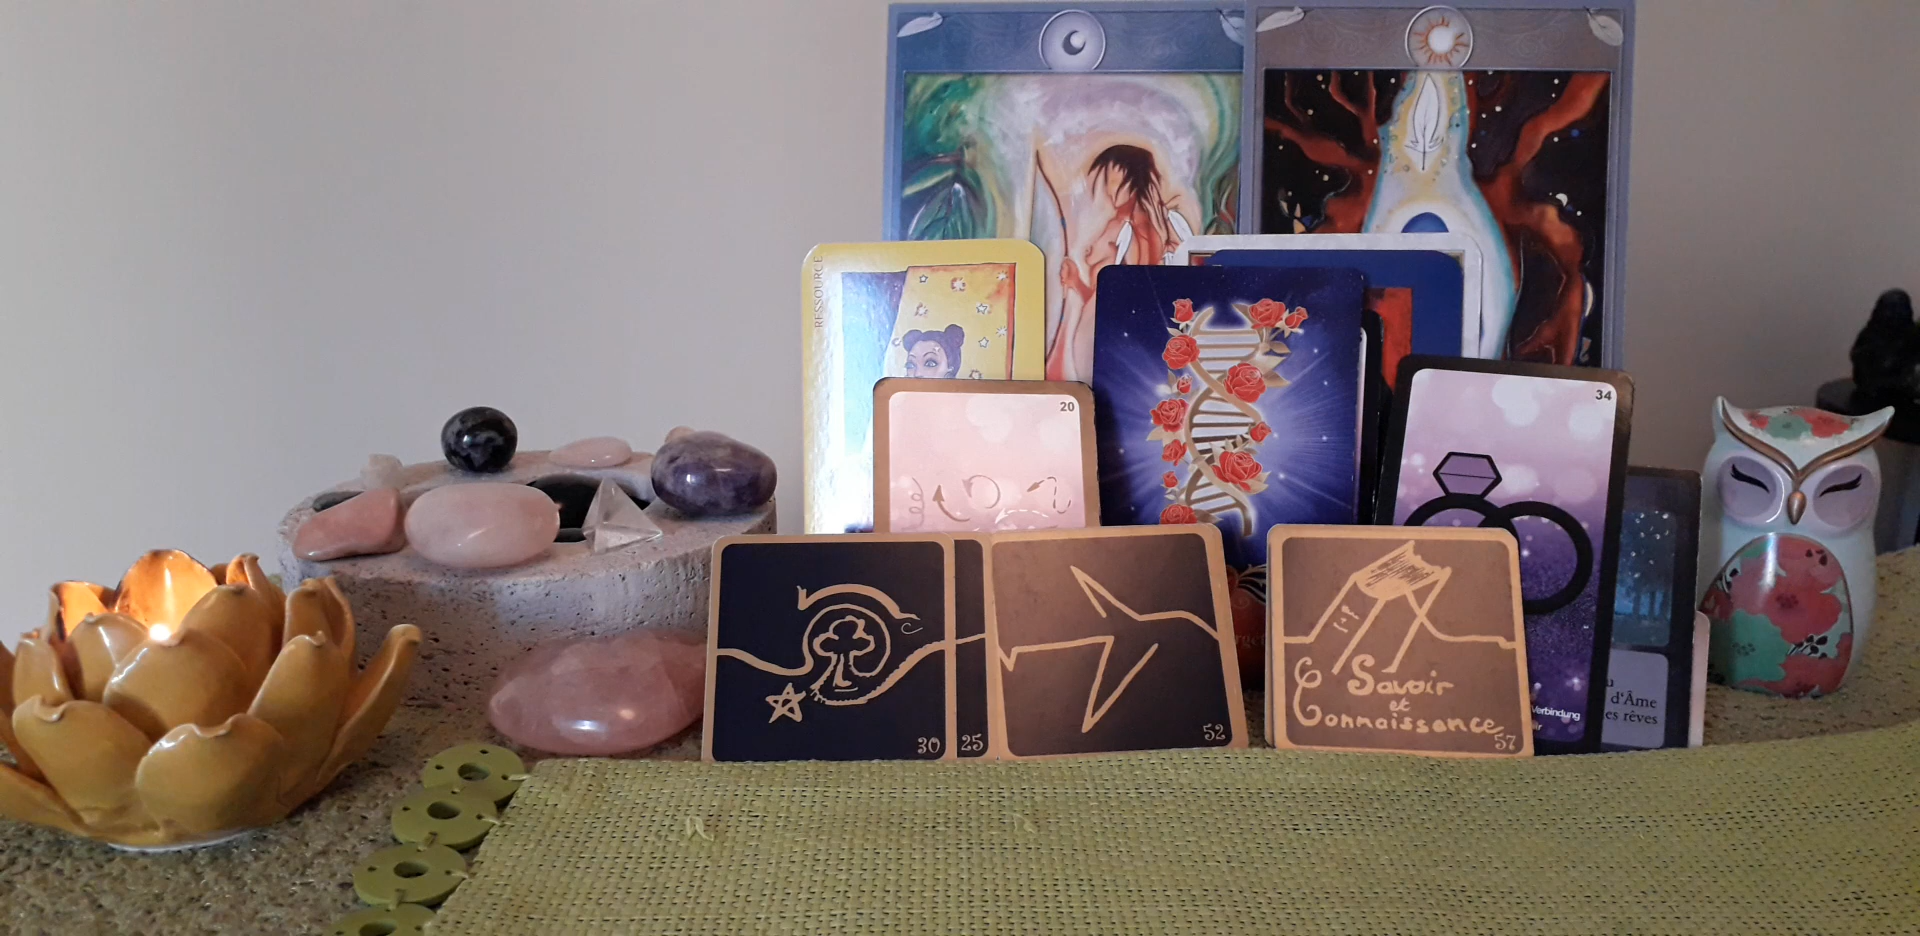 RESSOURCE
20
34
Verbindung
d'Âme
es rêves
30
25
52
Savoir
et
Connaissance
57